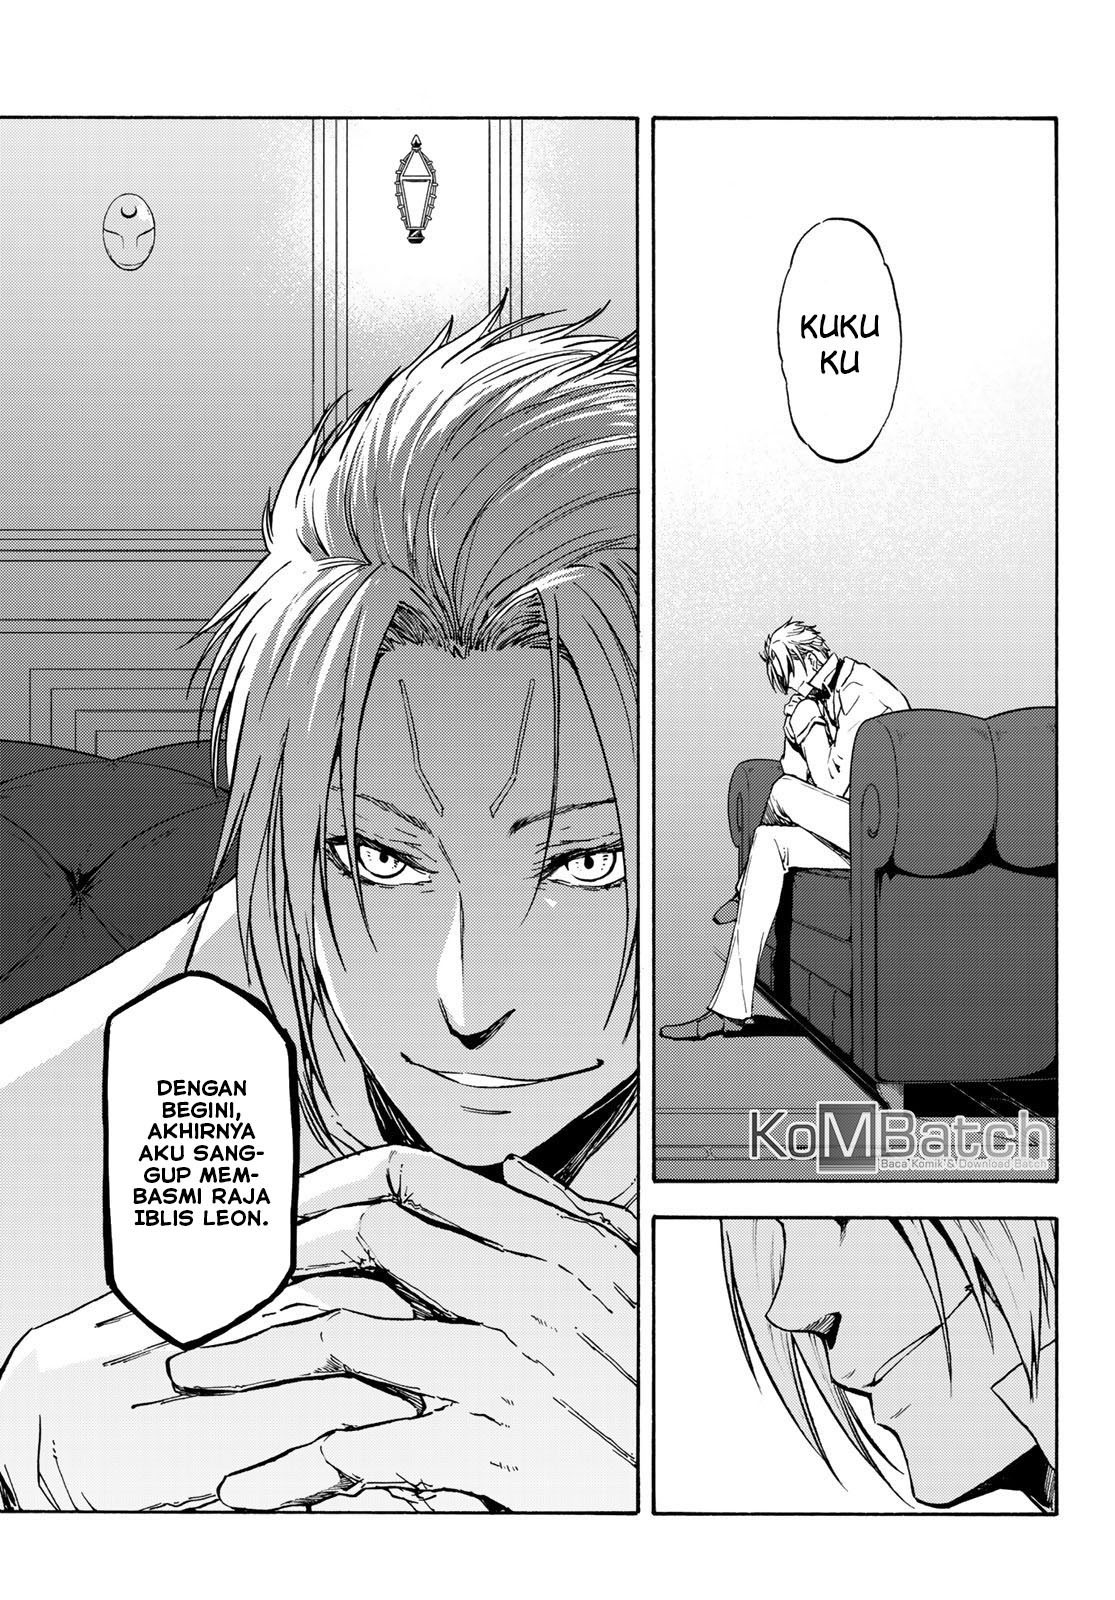 KUKU
KU
KoMBatch
Baca Komik & Download Batch
DENGAN
BEGINI,
AKHIRNYA
AKU SANG-
GUP MEM-
BASMI RAJA
IBLIS LEON.